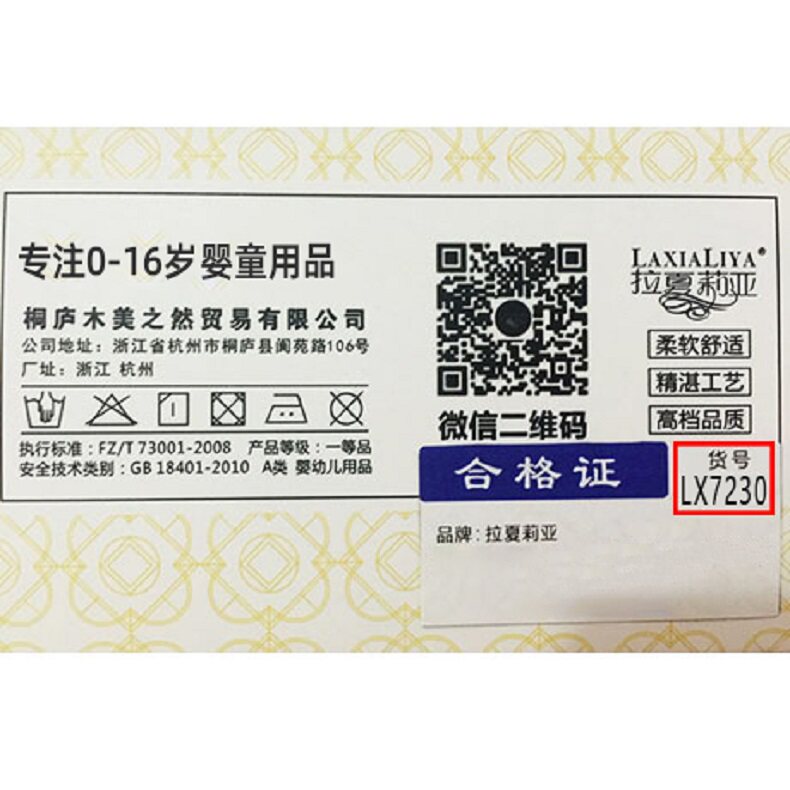 专注0-16岁婴童用品
桐庐木美之然贸易有限公司
公司地址：浙江省杭州市桐庐县阆苑路106号
厂址：浙江 杭州
执行标准：FZ/T 73001-2008 产品等级：一等品
安全技术类别：GB 18401-2010 A类 婴幼儿用品
微信二维码
LAXIALIYA®
拉夏莉亚
柔软舒适
精湛工艺
高档品质
合格证
货号
LX7230
品牌：拉夏莉亚